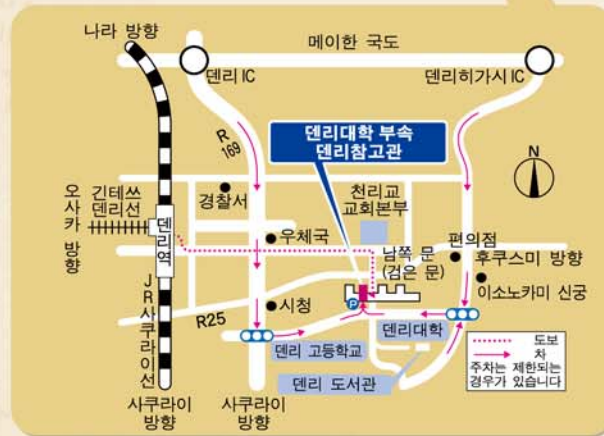 나라 방향
메이한 국도
덴리 IC
덴리히가시 IC
R
169
덴리대학 부속
덴리참고관
N
경찰서
천리교
교회본부
오사카 방향
긴테쓰
덴리선
덴리역
우체국
남쪽 문
(검은 문)
편의점
후쿠스미 방향
이소노카미 신궁
JR사쿠라이선
R25
시청
P
덴리대학
덴리 고등학교
덴리 도서관
도보
차
주차는 제한되는
경우가 있습니다
사쿠라이
방향
사쿠라이
방향